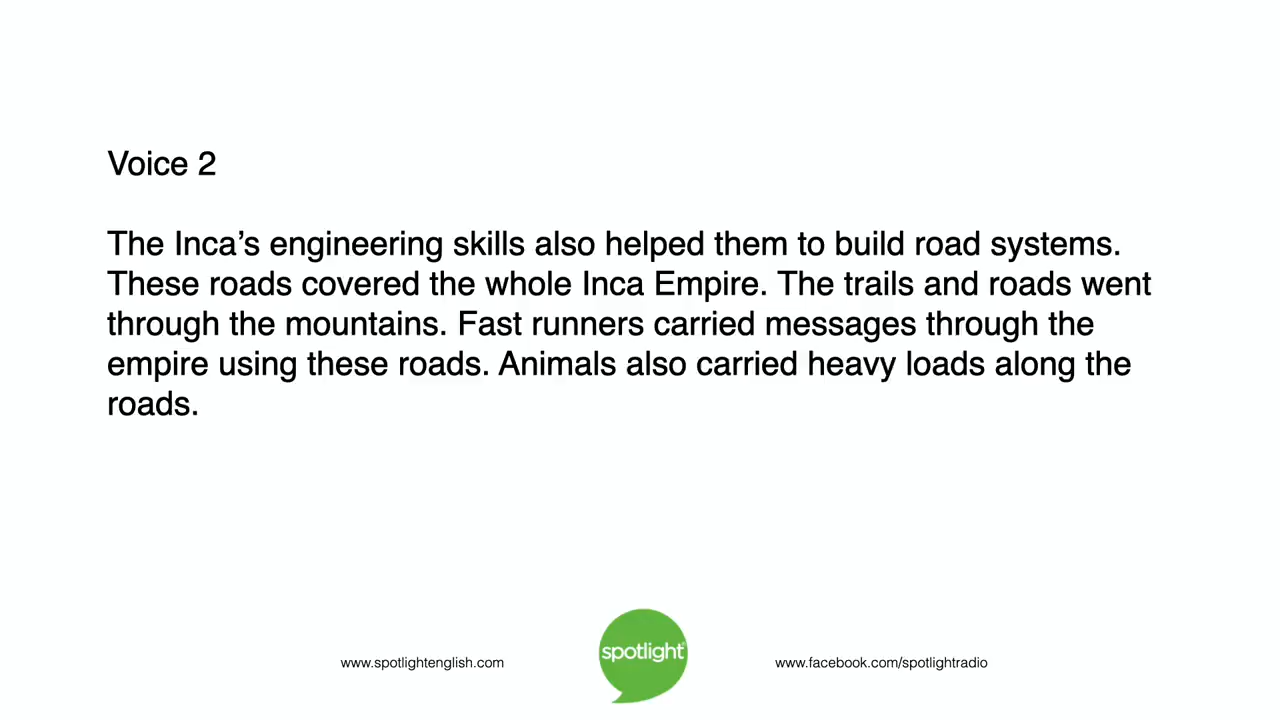 Voice 2
The Inca’s engineering skills also helped them to build road systems.
These roads covered the whole Inca Empire. The trails and roads went
through the mountains. Fast runners carried messages through the
empire using these roads. Animals also carried heavy loads along the
roads.
www.spotlightenglish.com
spotlight
www.facebook.com/spotlightradio